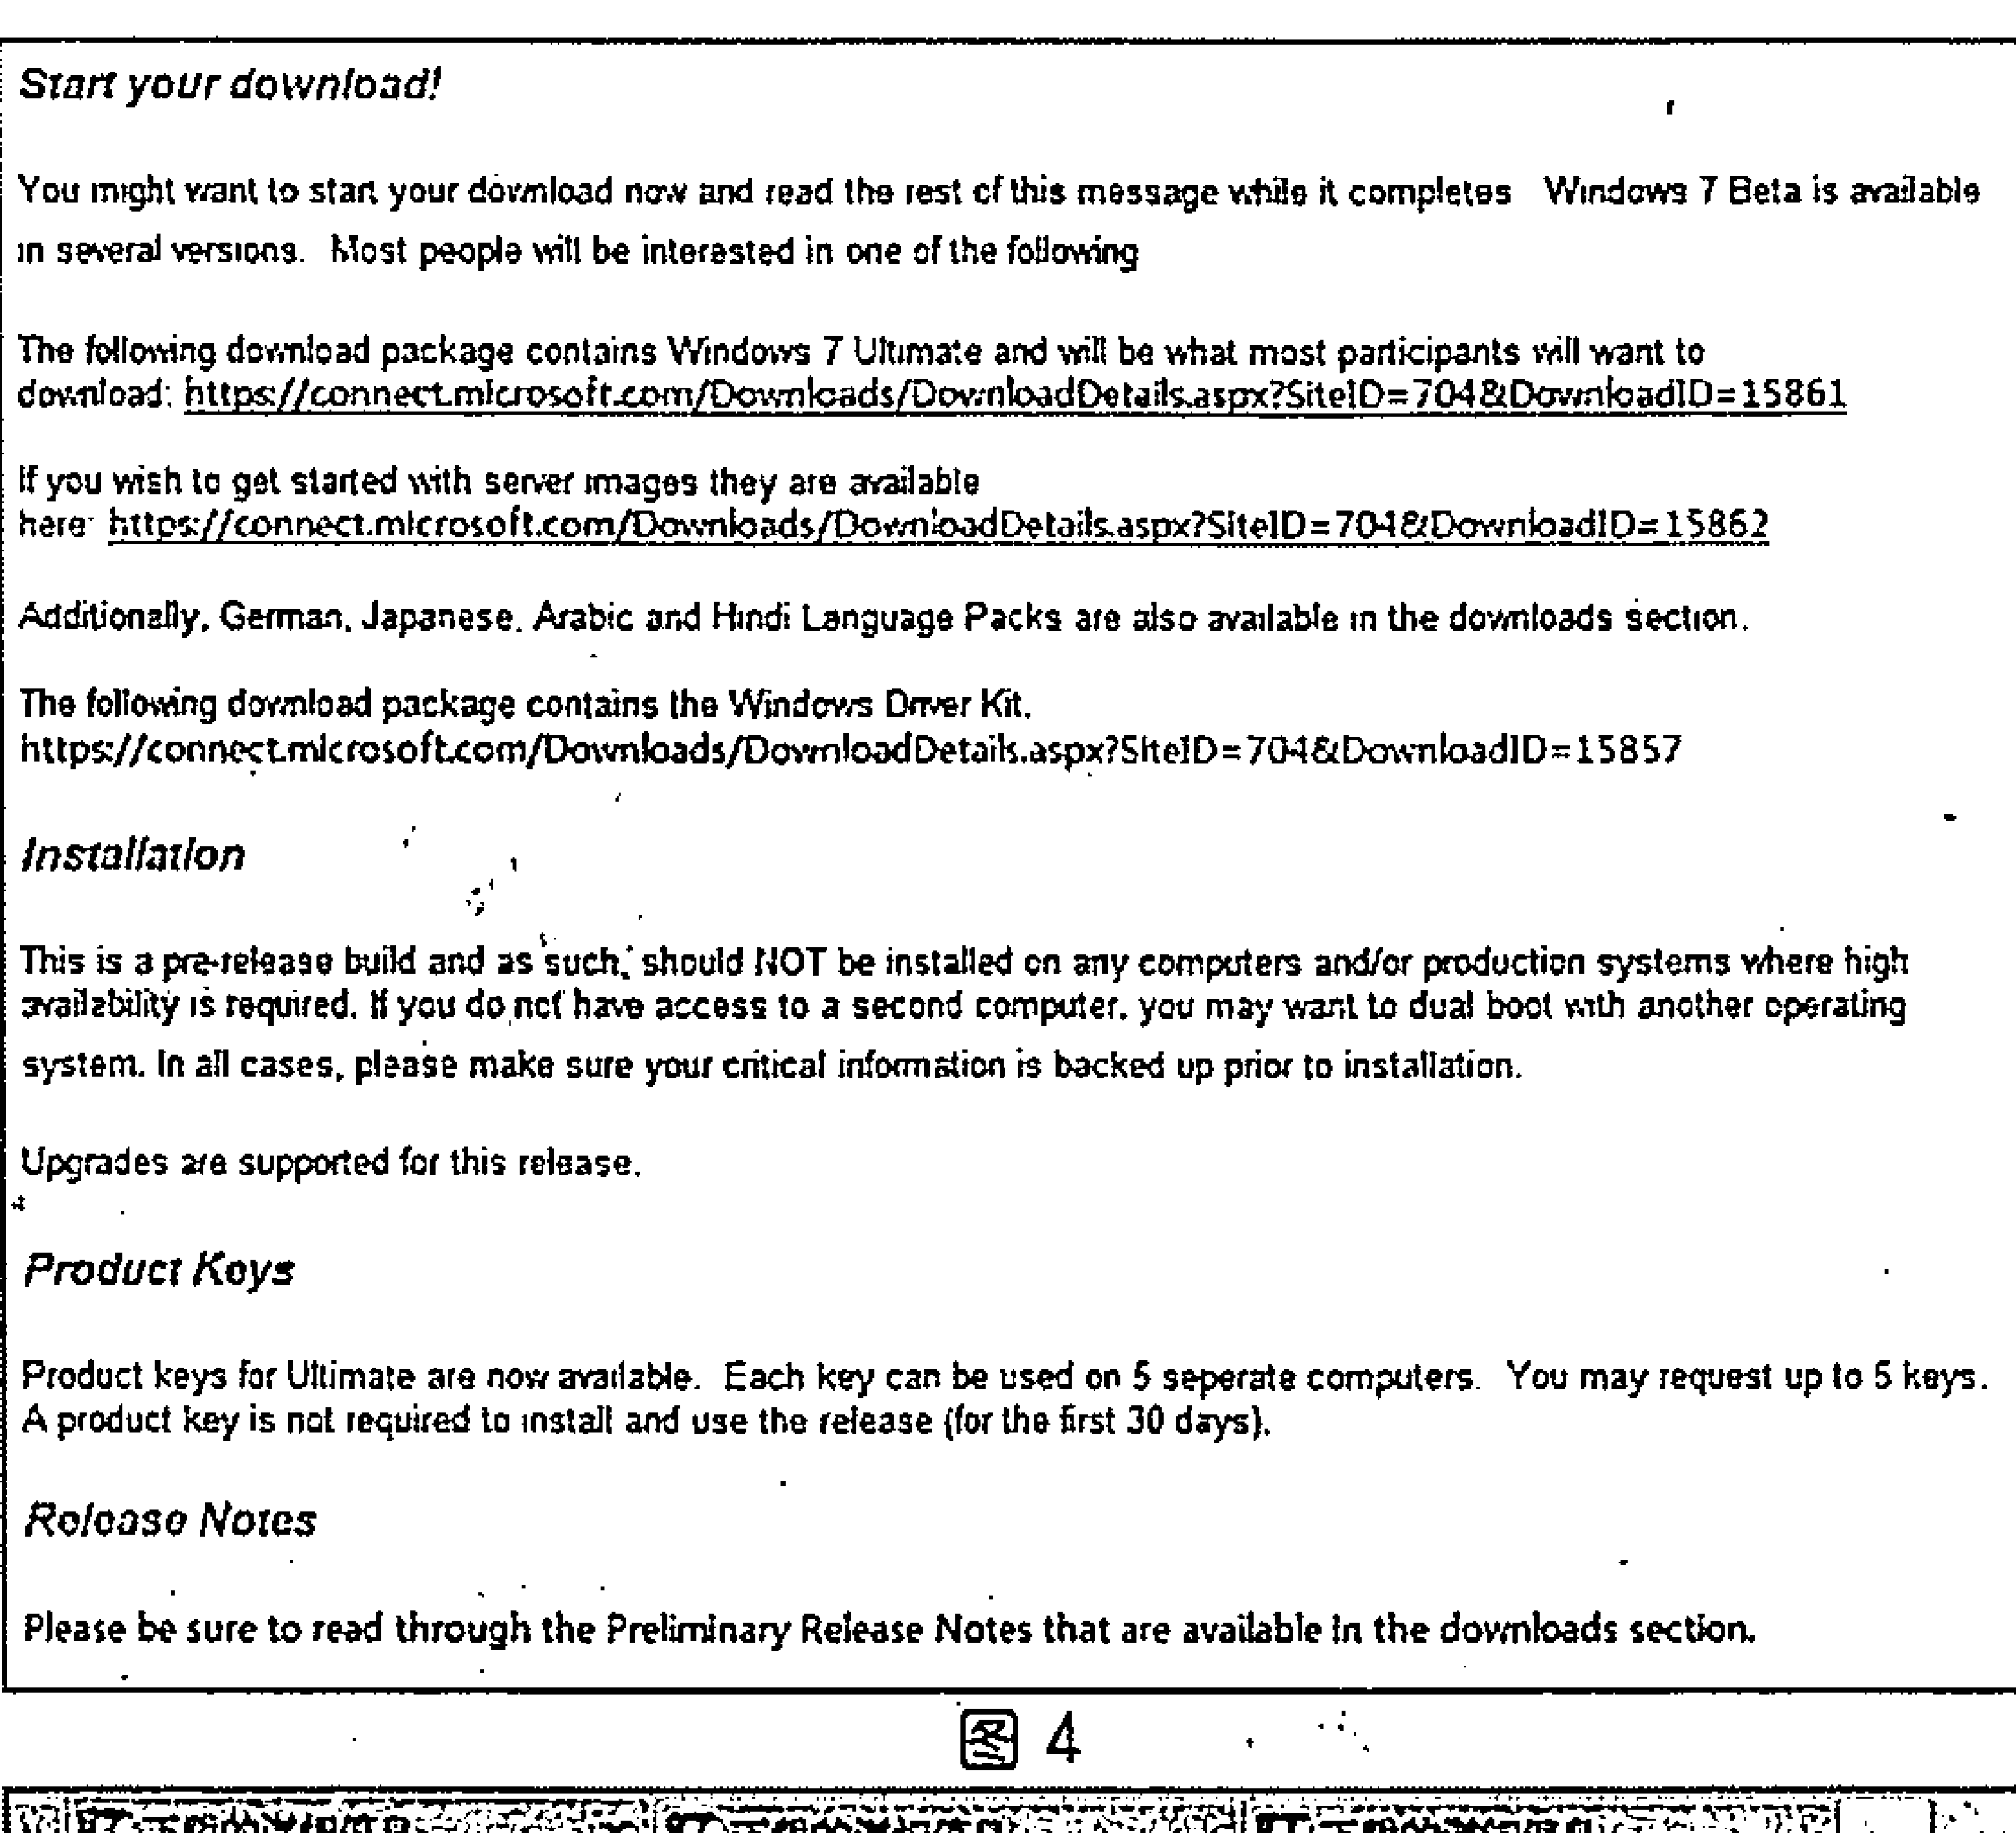 Start your download!
You might want to start your download now and read the rest of this message while it completes Windows 7 Beta is available
in several versions. Most people will be interested in one of the following
The following download package contains Windows 7 Ultimate and will be what most participants will want to
download: https://connect.microsoft.com/Downloads/DownloadDetails.aspx?SiteID=704&DownloadID=15861
If you wish to get started with server images they are available
here: https://connect.microsoft.com/Downloads/DownloadDetails.aspx?SiteID=704&DownloadID=15862
Additionally, German, Japanese, Arabic and Hindi Language Packs are also available in the downloads section.
The following download package contains the Windows Driver Kit.
https://connect.microsoft.com/Downloads/DownloadDetails.aspx?SiteID=704&DownloadID=15857
Installation
This is a pre-release build and as such, should NOT be installed on any computers and/or production systems where high
availability is required. If you do not have access to a second computer, you may want to dual boot with another operating
system. In all cases, please make sure your critical information is backed up prior to installation.
Upgrades are supported for this release.
Product Keys
Product keys for Ultimate are now available. Each key can be used on 5 seperate computers. You may request up to 5 keys.
A product key is not required to install and use the release (for the first 30 days).
Release Notes
Please be sure to read through the Preliminary Release Notes that are available in the downloads section.
图 4